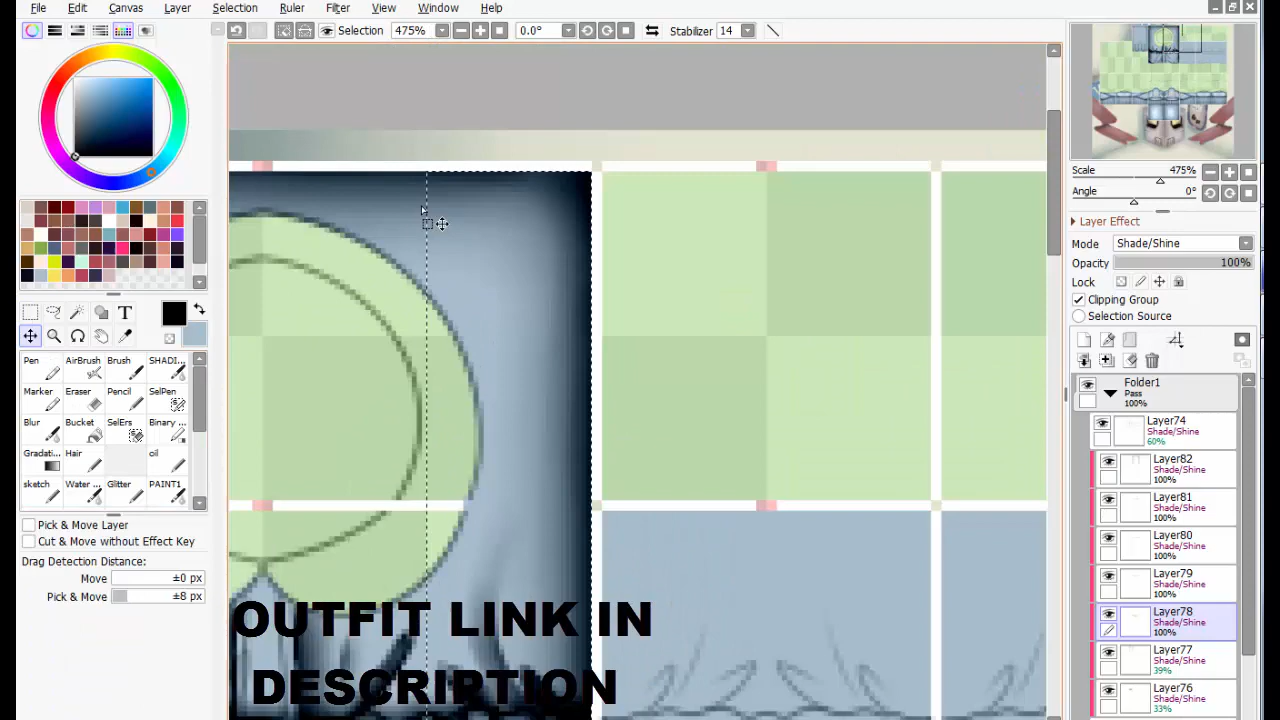 File Edit Canvas Layer Selection Ruler Filter View Window Help
Selection 475% 0.0° Stabilizer 14
Scale 475%
Angle 0°
Layer Effect
Mode Shade/Shine
Opacity 100%
Lock
Clipping Group
Selection Source
T
Pen AirBrush Brush SHADI...
Marker Eraser Pencil SelPen
Blur Bucket SelErs Binary ...
Gradati... Hair oil
sketch Water ... Glitter PAINT1
Pick & Move Layer
Cut & Move without Effect Key
Drag Detection Distance:
Move ±0 px
Pick & Move ±8 px
Folder1
Pass
100%
Layer74
Shade/Shine
60%
Layer82
Shade/Shine
100%
Layer81
Shade/Shine
100%
Layer80
Shade/Shine
100%
Layer79
Shade/Shine
100%
Layer78
Shade/Shine
100%
Layer77
Shade/Shine
39%
Layer76
Shade/Shine
33%
OUTFIT LINK IN
DESCRIPTION